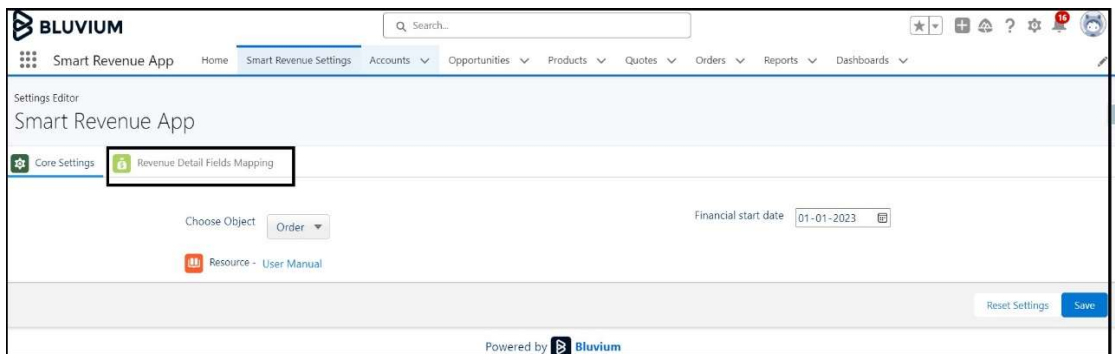 BLUVIUM
Search...
16
Smart Revenue App Home Smart Revenue Settings Accounts Opportunities Products Quotes Orders Reports Dashboards
Settings Editor
Smart Revenue App
Core Settings Revenue Detail Fields Mapping
Choose Object Order Financial start date 01-01-2023
Resource - User Manual
Reset Settings Save
Powered by Bluvium